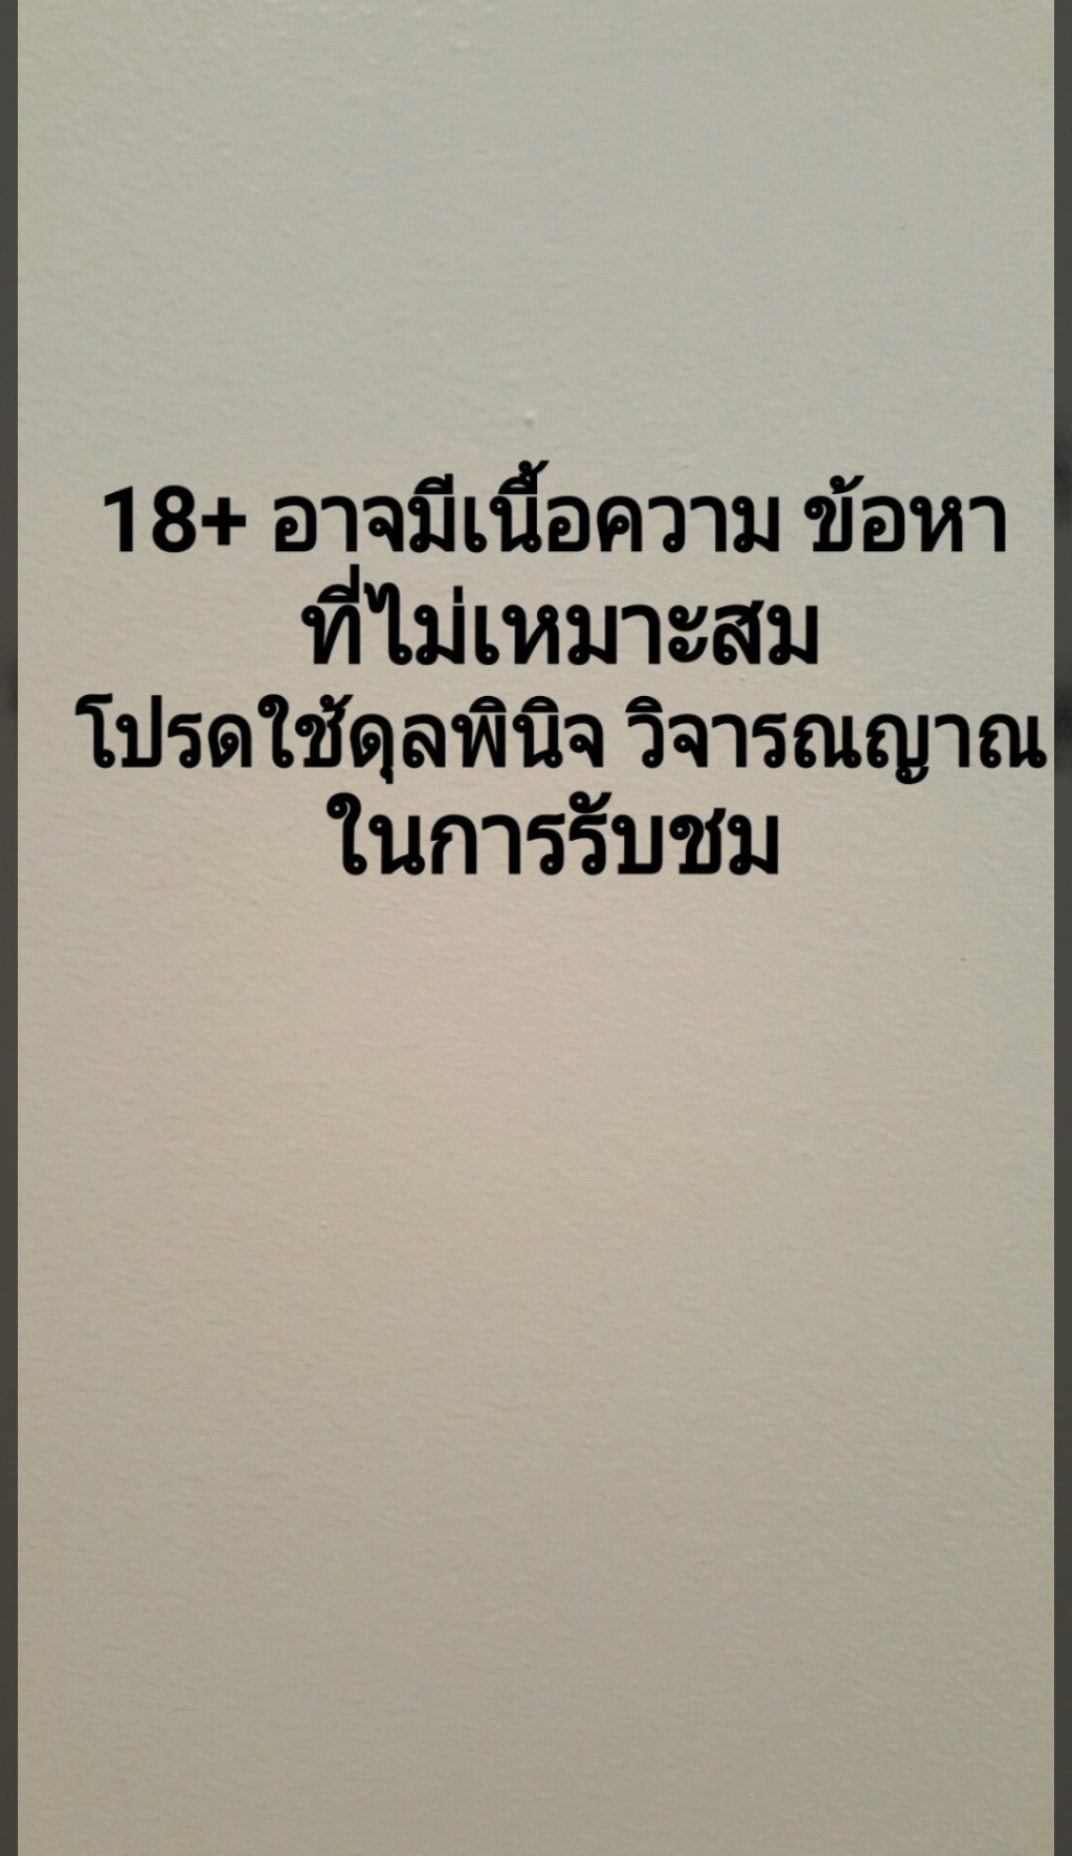 18+ อาจมีเนื้อความ ข้อหา
ที่ไม่เหมาะสม
โปรดใช้ดุลพินิจ วิจารณญาณ
ในการรับชม